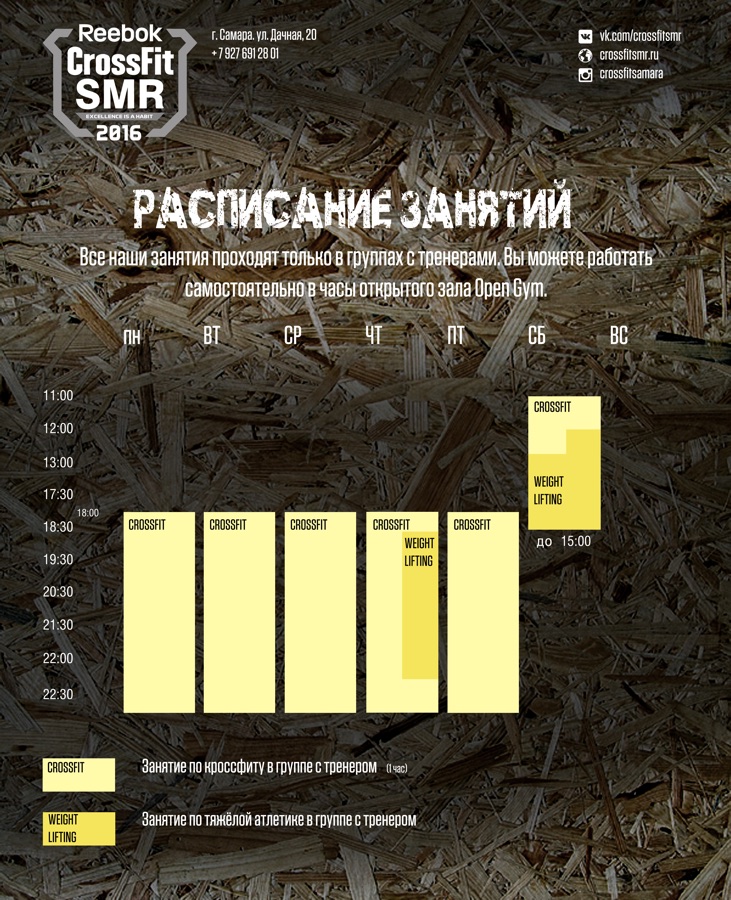 Reebok
CrossFit
SMR
EXCELLENCE IS A HABIT
2016
г. Самара. ул. Дачная, 20
+ 7 927 691 28 01
vk.com/crossfitsmr
crossfitsmr.ru
crossfitsamara
РАСПИСАНИЕ ЗАНЯТИЙ
Все наши занятия проходят только в группах с тренерами. Вы можете работать
самостоятельно в часы открытого зала Open Gym.
ПН ВТ СР ЧТ ПТ СБ ВС
11:00
CROSSFIT
12:00
13:00
WEIGHT
LIFTING
17:30
18:00
18:30
CROSSFIT CROSSFIT CROSSFIT CROSSFIT CROSSFIT
WEIGHT
LIFTING
до 15:00
19:30
20:30
21:30
22:00
22:30
CROSSFIT
Занятие по кроссфиту в группе с тренером (1 час)
WEIGHT
LIFTING
Занятие по тяжёлой атлетике в группе с тренером